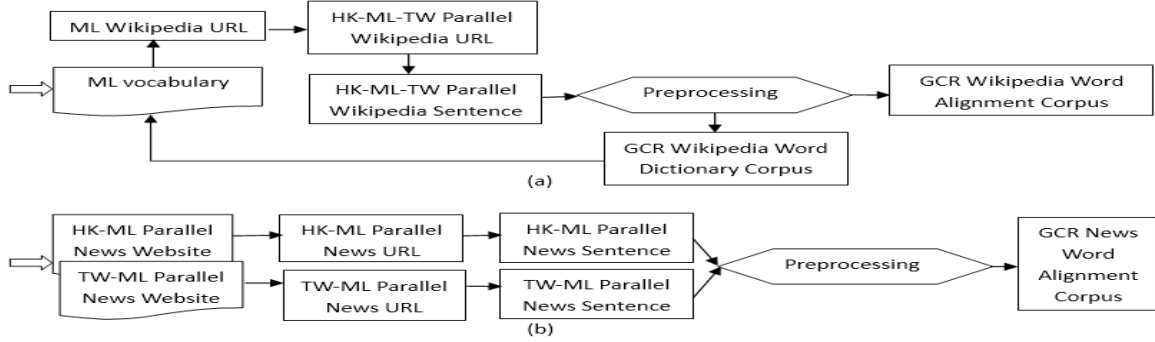 ML Wikipedia URL
HK-ML-TW Parallel
Wikipedia URL
ML vocabulary
HK-ML-TW Parallel
Wikipedia Sentence
Preprocessing
GCR Wikipedia Word
Alignment Corpus
GCR Wikipedia Word
Dictionary Corpus
(a)
HK-ML Parallel
News Website
HK-ML Parallel
News URL
HK-ML Parallel
News Sentence
TW-ML Parallel
News Website
TW-ML Parallel
News URL
TW-ML Parallel
News Sentence
Preprocessing
GCR News
Word
Alignment
Corpus
(b)